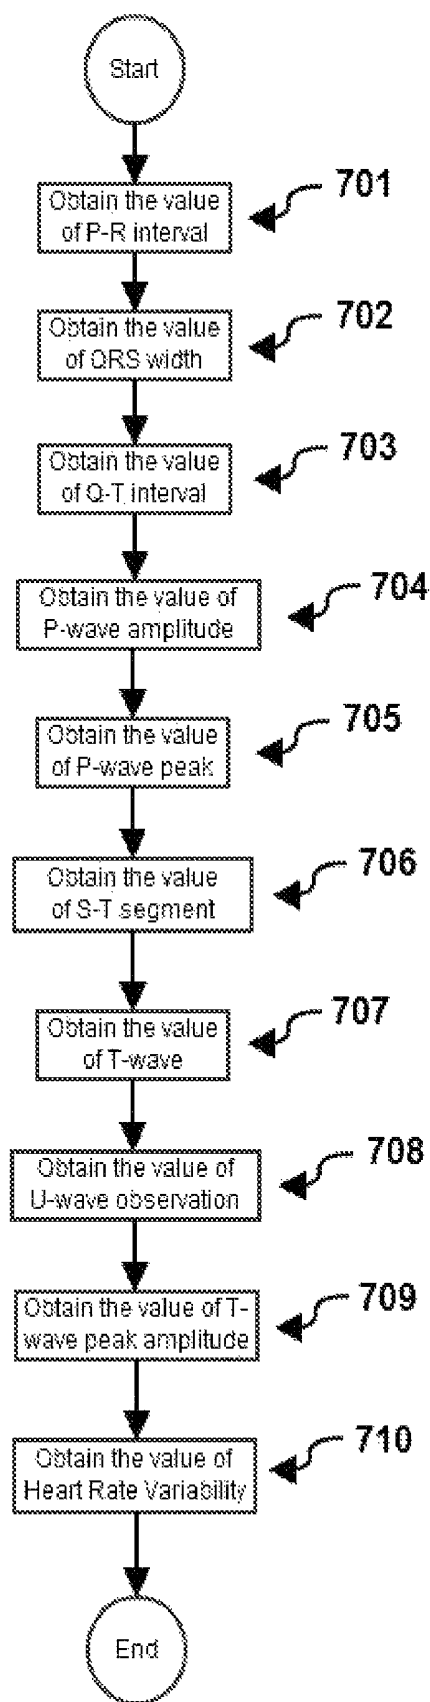 Start
Obtain the value
of P-R interval
701
Obtain the value
of QRS width
702
Obtain the value
of Q-T interval
703
Obtain the value of
P-wave amplitude
704
Obtain the value
of P-wave peak
705
Obtain the value
of S-T segment
706
Obtain the value
of T-wave
707
Obtain the value of
U-wave observation
708
Obtain the value of T-
wave peak amplitude
709
Obtain the value of
Heart Rate Variability
710
End